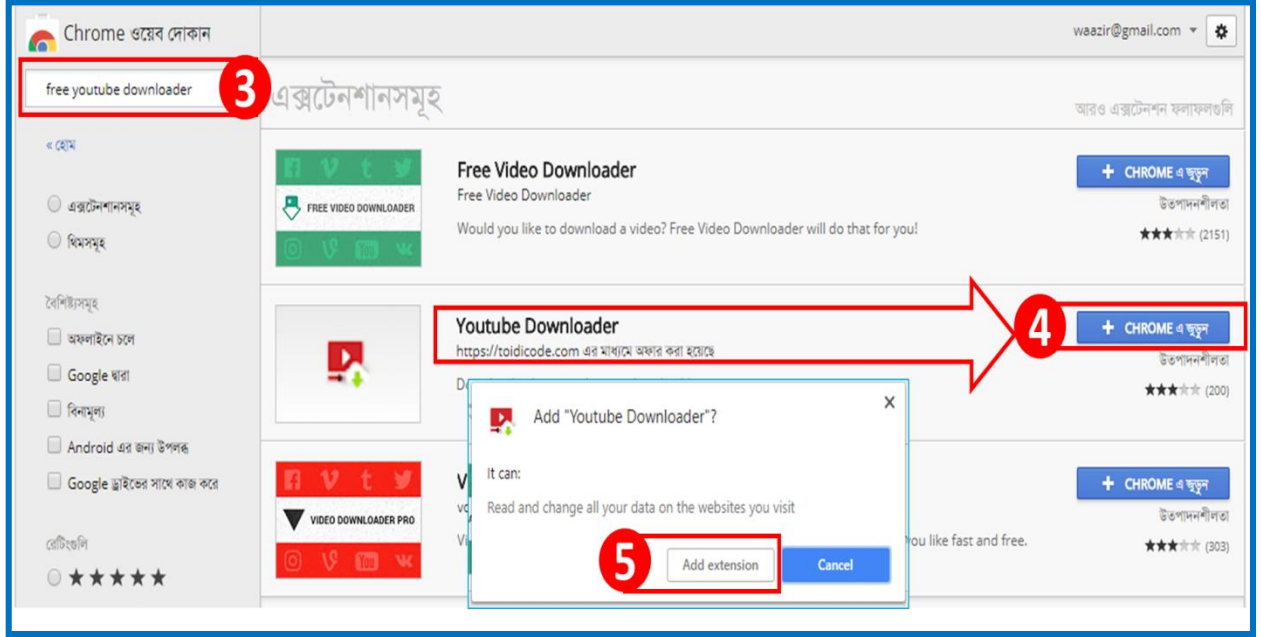 Chrome ওয়েব দোকান
waazir@gmail.com
free youtube downloader
3
এক্সটেনশানসমূহ
আরও এক্সটেনশন ফলাফলগুলি
« হোম
এক্সটেনশানসমূহ
থিমসমূহ
বৈশিষ্ট্যসমূহ
অফলাইনে চলে
Google দ্বারা
বিনামূল্য
Android এর জন্য উপলব্ধ
Google ড্রাইভের সাথে কাজ করে
রেটিংগুলি
★★★★★
FREE VIDEO DOWNLOADER
You
Free Video Downloader
Free Video Downloader
Would you like to download a video? Free Video Downloader will do that for you!
+ CHROME এ জুড়ুন
উত্পাদনশীলতা
(2151)
Youtube Downloader
https://toidicode.com এর মাধ্যমে অফার করা হয়েছে
4
+ CHROME এ জুড়ুন
উত্পাদনশীলতা
(200)
VIDEO DOWNLOADER PRO
You
ou like fast and free.
+ CHROME এ জুড়ুন
উত্পাদনশীলতা
(303)
Add "Youtube Downloader"?
X
It can:
Read and change all your data on the websites you visit
5
Add extension
Cancel